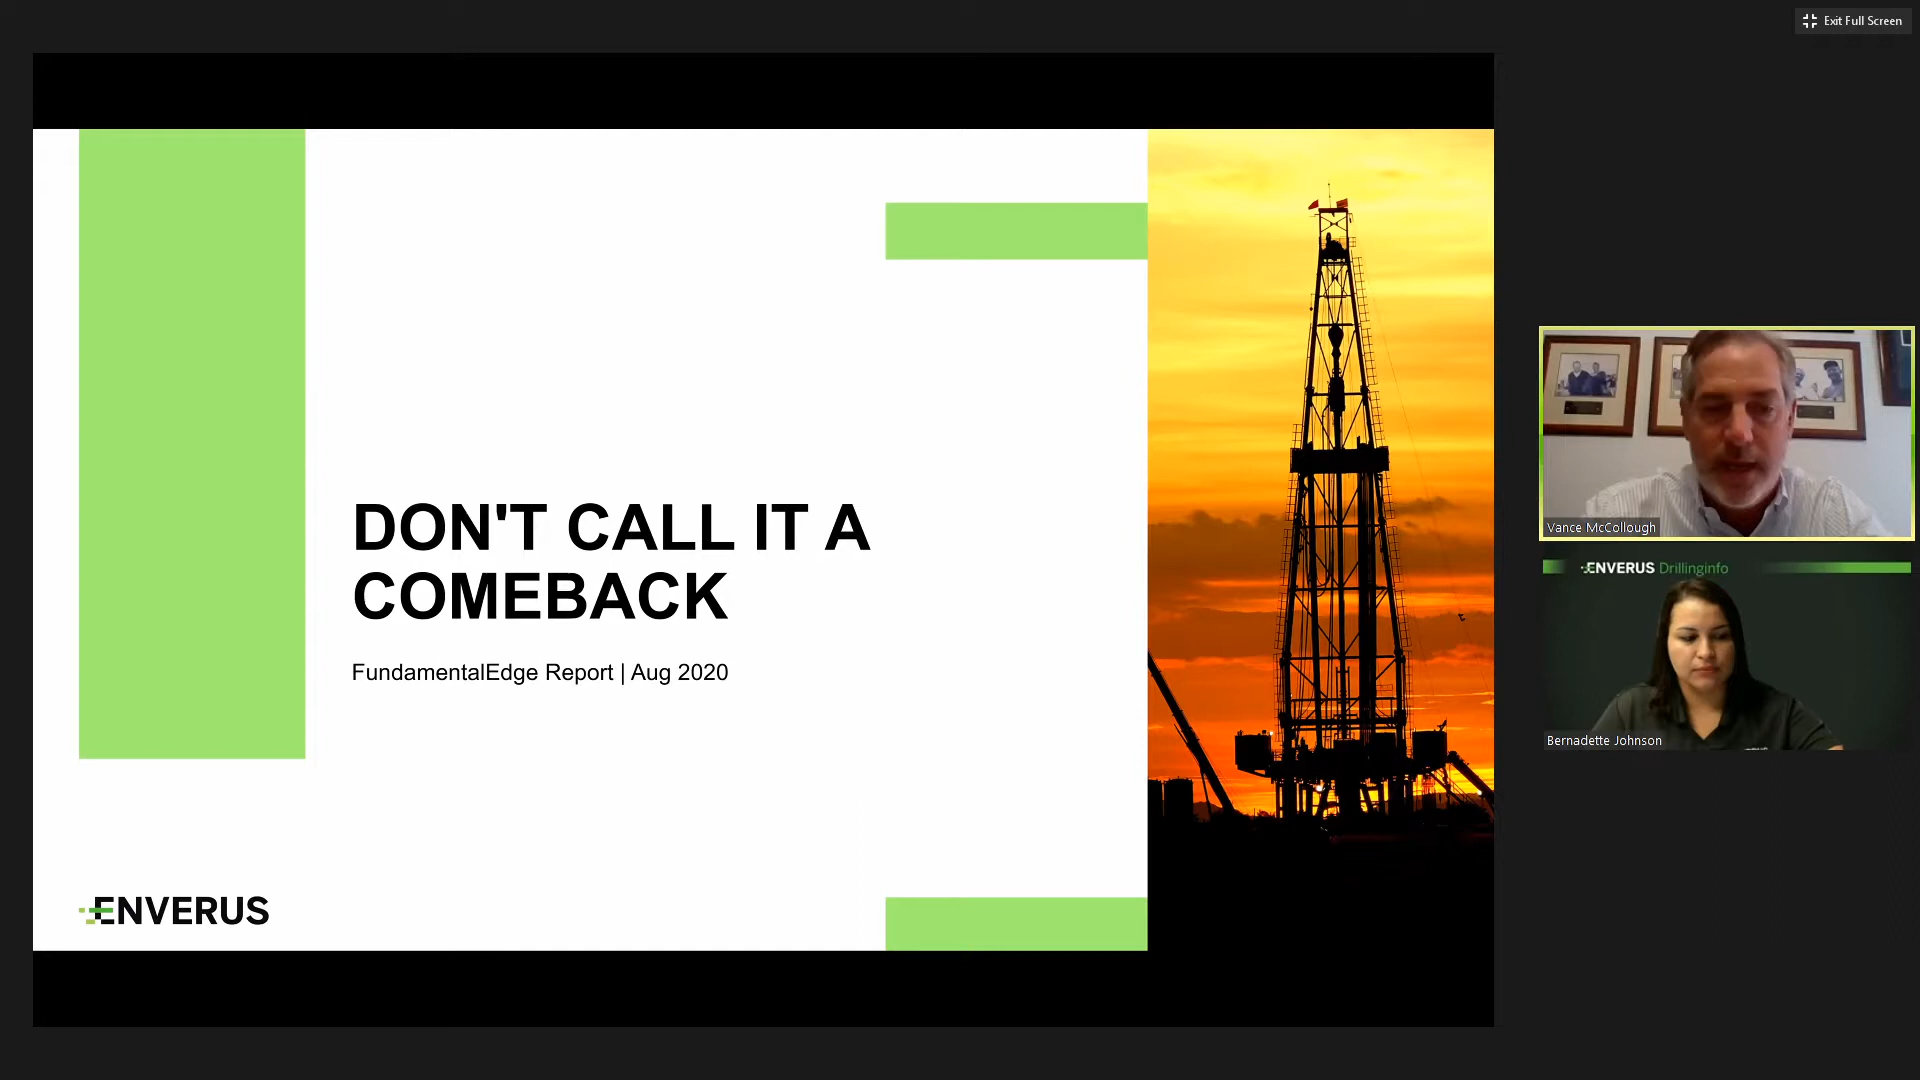 Exit Full Screen
DON'T CALL IT A
COMEBACK
FundamentalEdge Report | Aug 2020
ENVERUS
Vance McCollough
ENVERUS Drillinginfo
Bernadette Johnson